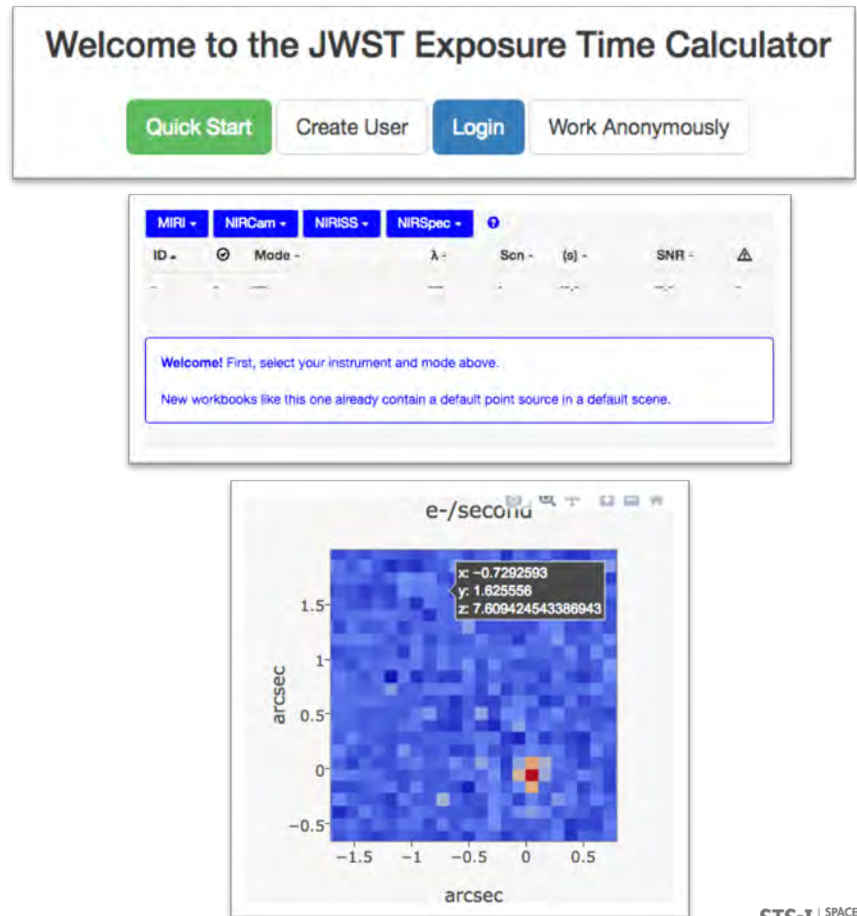 Welcome to the JWST Exposure Time Calculator
Quick Start Create User Login Work Anonymously
MIRI NIRCam NIRISS NIRSpec ?
ID Mode - λ - Scn - (s) - SNR -
- - --- --- - --.- --.- -
Welcome! First, select your instrument and mode above.
New workbooks like this one already contain a default point source in a default scene.
e-/second
x: −0.7292593
y: 1.625556
z: 7.609424543386943
1.5
1
0.5
0
−0.5
arcsec
−1.5 −1 −0.5 0 0.5
arcsec
SPACE